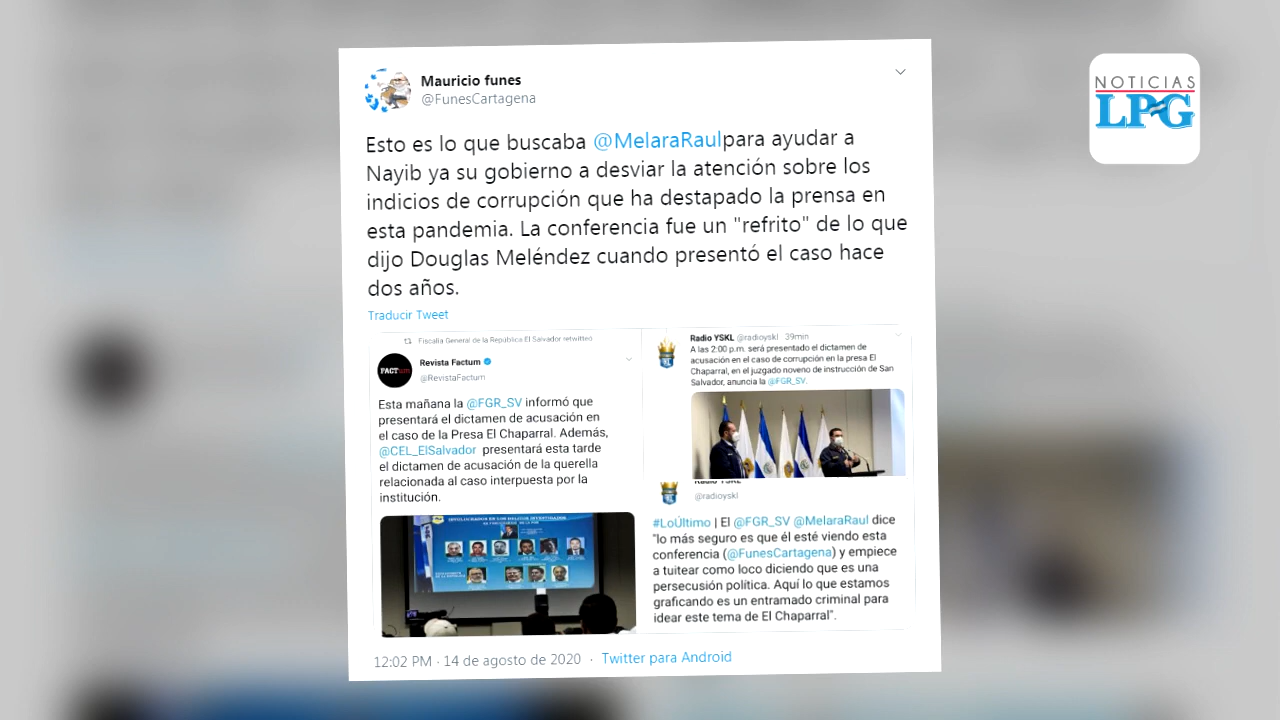 NOTICIAS
LPG
Mauricio funes
@FunesCartagena
Esto es lo que buscaba @MelaraRaulpara ayudar a
Nayib ya su gobierno a desviar la atención sobre los
indicios de corrupción que ha destapado la prensa en
esta pandemia. La conferencia fue un "refrito" de lo que
dijo Douglas Meléndez cuando presentó el caso hace
dos años.
Traducir Tweet
Fiscalía General de la República El Salvador retwitteó
Revista Factum
@RevistaFactum
Esta mañana la @FGR_SV informó que
presentará el dictamen de acusación en
el caso de la Presa El Chaparral. Además,
@CEL_ElSalvador presentará esta tarde
el dictamen de acusación de la querella
relacionada al caso interpuesta por la
institución.
Radio YSKL @radioyskl 39min
A las 2:00 p.m. será presentado el dictamen de
acusación en el caso de corrupción en la presa El
Chaparral, en el juzgado noveno de instrucción de San
Salvador, anuncia la @FGR_SV.
Radio YSKL
@radioyskl
#LoÚltimo | El @FGR_SV @MelaraRaul dice
"lo más seguro es que él esté viendo esta
conferencia (@FunesCartagena) y empiece
a tuitear como loco diciendo que es una
persecusión política. Aquí lo que estamos
graficando es un entramado criminal para
idear este tema de El Chaparral".
12:02 PM · 14 de agosto de 2020 · Twitter para Android